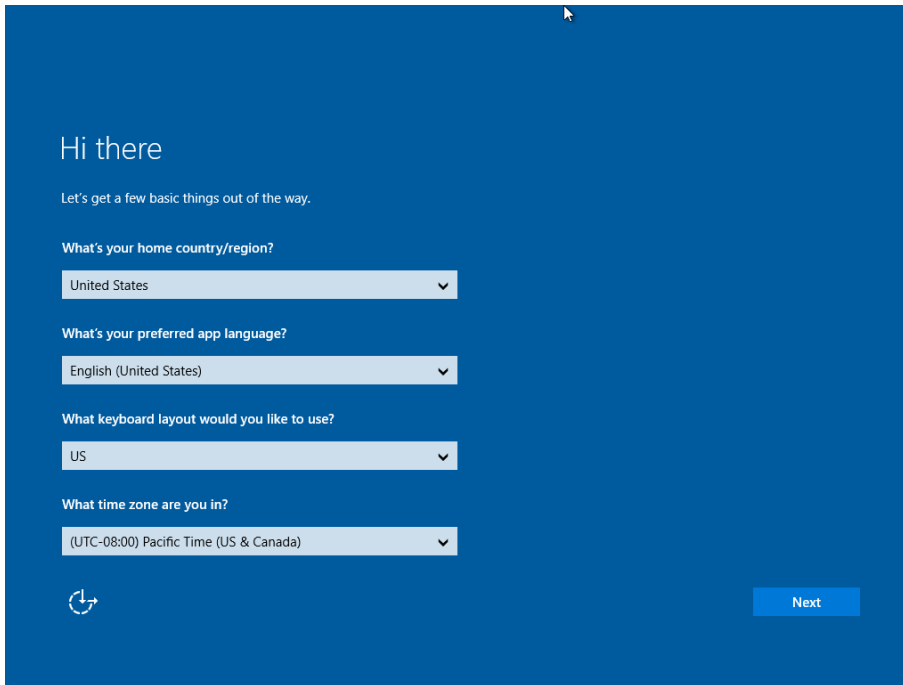 Hi there
Let's get a few basic things out of the way.
What's your home country/region?
United States
What's your preferred app language?
English (United States)
What keyboard layout would you like to use?
US
What time zone are you in?
(UTC-08:00) Pacific Time (US & Canada)
Next